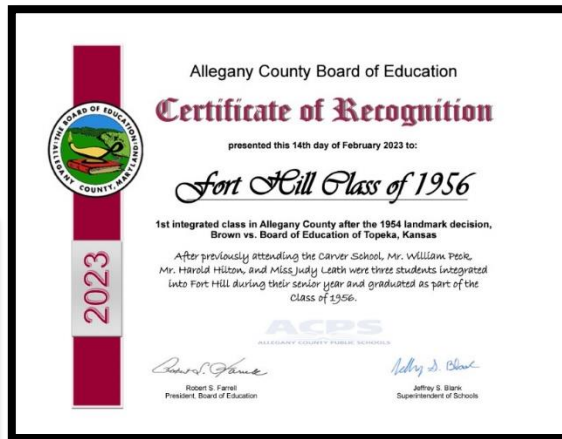 Allegany County Board of Education
Certificate of Recognition
presented this 14th day of February 2023 to:
Fort Hill Class of 1956
1st integrated class in Allegany County after the 1954 landmark decision,
Brown vs. Board of Education of Topeka, Kansas
After previously attending the Carver School, Mr. William Peck,
Mr. Harold Hilton, and Miss Judy Leath were three students integrated
into Fort Hill during their senior year and graduated as part of the
Class of 1956.
ACPS
ALLEGANY COUNTY PUBLIC SCHOOLS
Robert S. Farrell
President, Board of Education
Jeffrey S. Blank
Superintendent of Schools
THE BOARD OF EDUCATION
ALLEGANY COUNTY, MARYLAND
2023